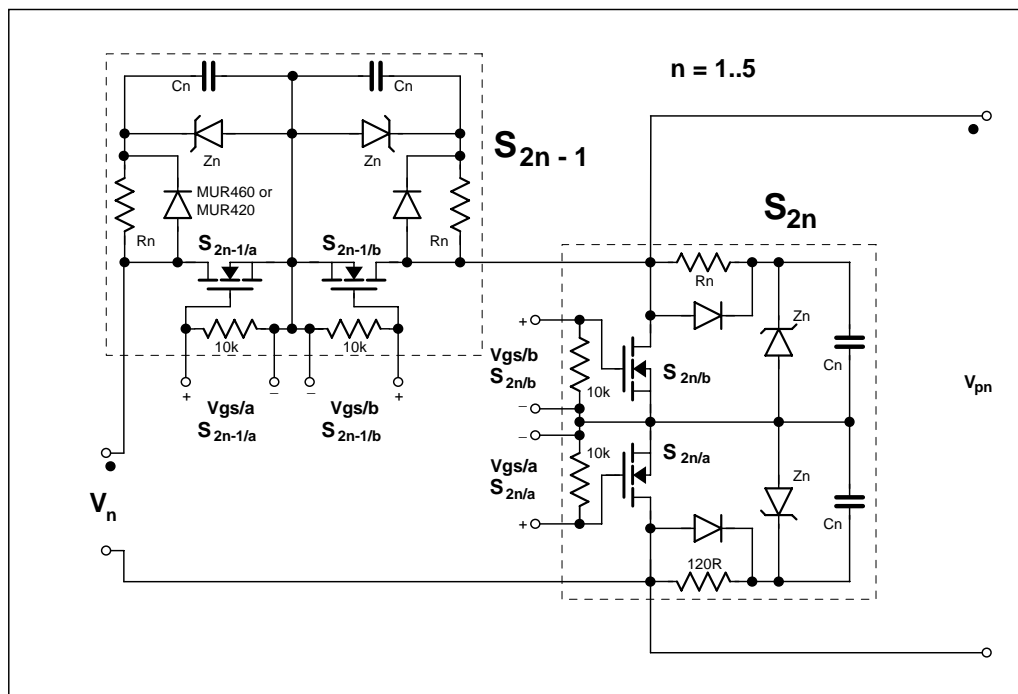 n = 1..5
Cn
Cn
Zn
Zn
S2n - 1
MUR460 or
MUR420
Rn
Rn
S2n-1/a
S2n-1/b
10k
10k
+
–
–
+
Vgs/a
S2n-1/a
Vgs/b
S2n-1/b
Vn
S2n
Rn
Zn
Cn
+
Vgs/b
S2n/b
–
10k
S2n/b
–
Vgs/a
S2n/a
+
10k
S2n/a
Zn
Cn
120R
Vpn